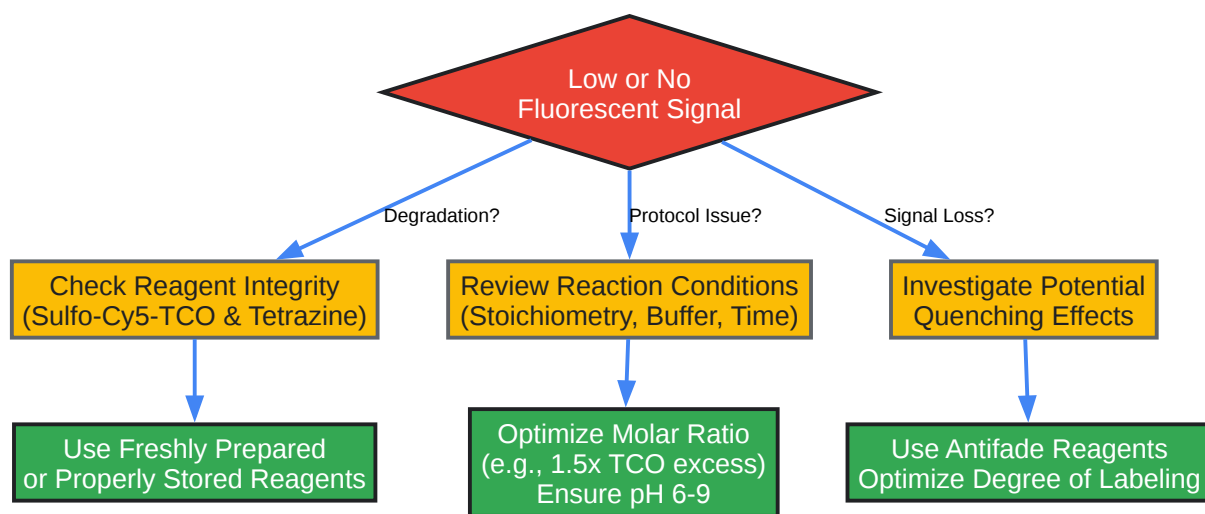 Low or No
Fluorescent Signal
Degradation?
Protocol Issue?
Signal Loss?
Check Reagent Integrity
(Sulfo-Cy5-TCO & Tetrazine)
Review Reaction Conditions
(Stoichiometry, Buffer, Time)
Investigate Potential
Quenching Effects
Use Freshly Prepared
or Properly Stored Reagents
Optimize Molar Ratio
(e.g., 1.5x TCO excess)
Ensure pH 6-9
Use Antifade Reagents
Optimize Degree of Labeling